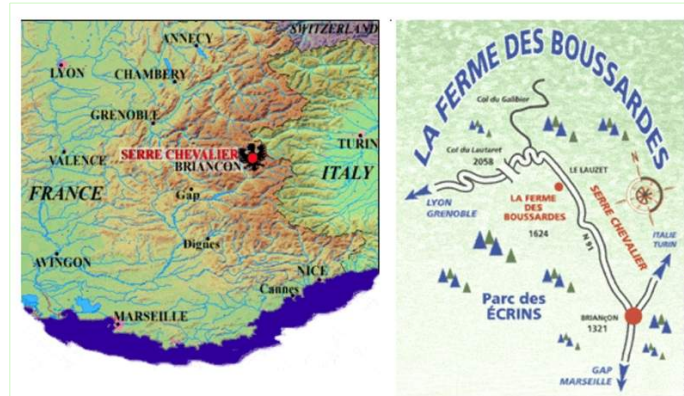 SWITZERLAND
ANNECY
LYON
CHAMBERY
GRENOBLE
TURIN
VALENCE
SERRE CHEVALIER
BRIANCON
ITALY
FRANCE
Gap
Dignes
AVINGON
NICE
Cannes
MARSEILLE
LA FERME DES BOUSSARDES
Col du Galibier
Col du Lautaret
2058
LE LAUZET
N
LYON
GRENOBLE
LA FERME
DES
BOUSSARDES
1624
SERRE CHEVALIER
N 91
ITALIE
TURIN
Parc des
ÉCRINS
BRIANÇON
1321
GAP
MARSEILLE